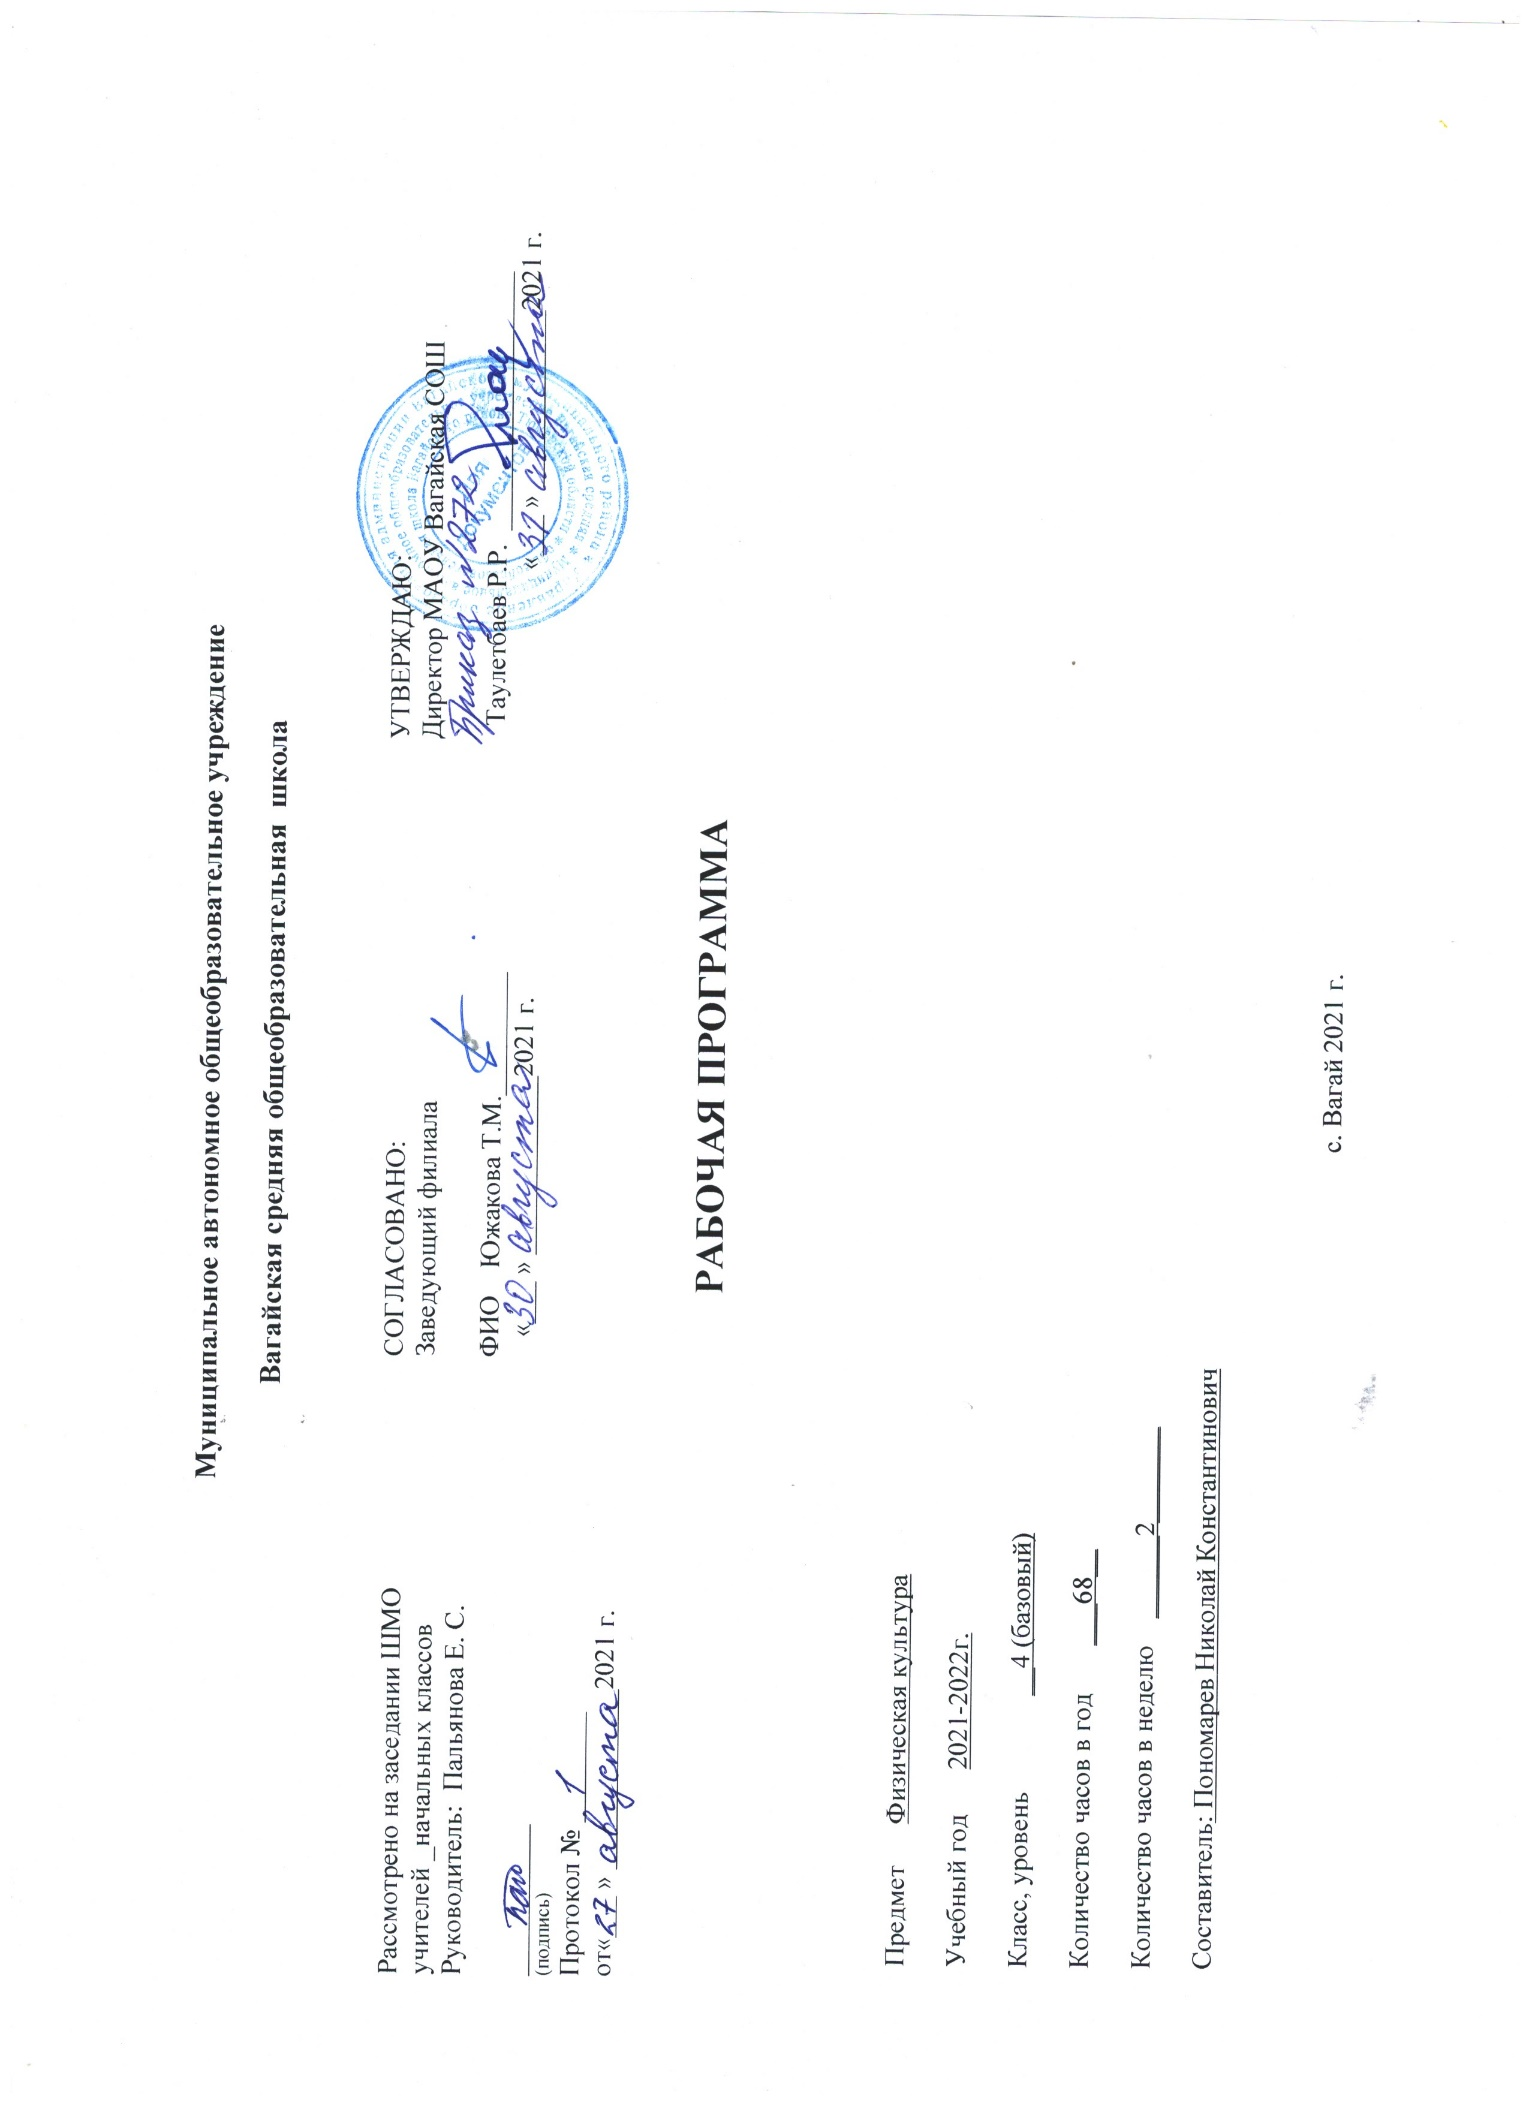 Муниципальное автономное общеобразовательное учреждение
Вагайская средняя общеобразовательная школа
Рассмотрено на заседании ШМО
учителей _начальных классов
Руководитель: Пальянова Е. С.
(подпись)
Протокол № 1
от«27» августа 2021 г.
СОГЛАСОВАНО:
Заведующий филиала
ФИО Южакова Т.М.
«30» августа 2021 г.
УТВЕРЖДАЮ:
Директор МАОУ Вагайская СОШ
Приказ №272
Таулетбаев Р.Р.
«31» августа 2021 г.
РАБОЧАЯ ПРОГРАММА
Предмет Физическая культура
Учебный год 2021-2022г.
Класс, уровень 4 (базовый)
Количество часов в год 68
Количество часов в неделю 2
Составитель: Пономарев Николай Константинович
с. Вагай 2021 г.